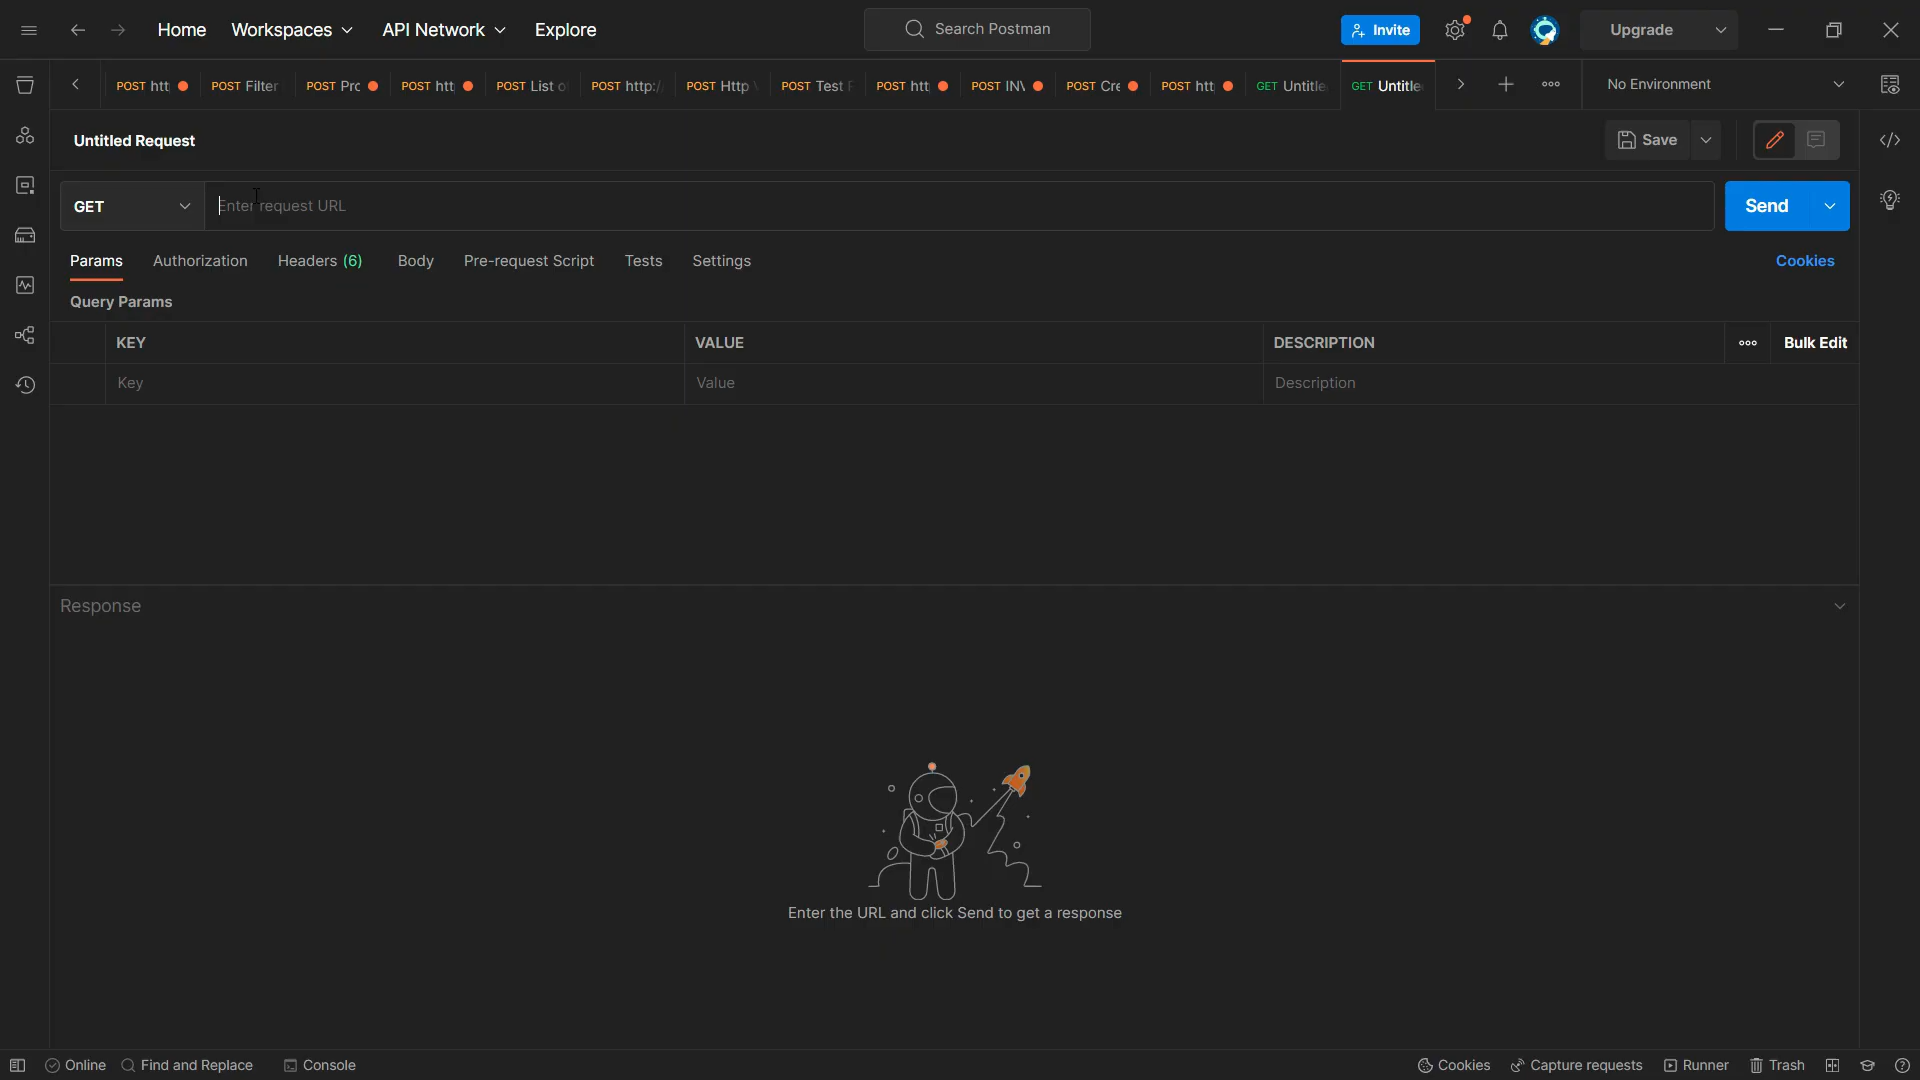 Home Workspaces API Network Explore Search Postman Invite Upgrade
POST htt POST Filter POST Prc POST htt POST List o POST http:/ POST Http POST Test POST htt POST IN\ POST Cre POST htt GET Untitle GET Untitle No Environment
Untitled Request Save
GET Enter request URL Send
Params Authorization Headers (6) Body Pre-request Script Tests Settings Cookies
Query Params
KEY VALUE DESCRIPTION Bulk Edit
Key Value Description
Response
Enter the URL and click Send to get a response
Online Find and Replace Console Cookies Capture requests Runner Trash